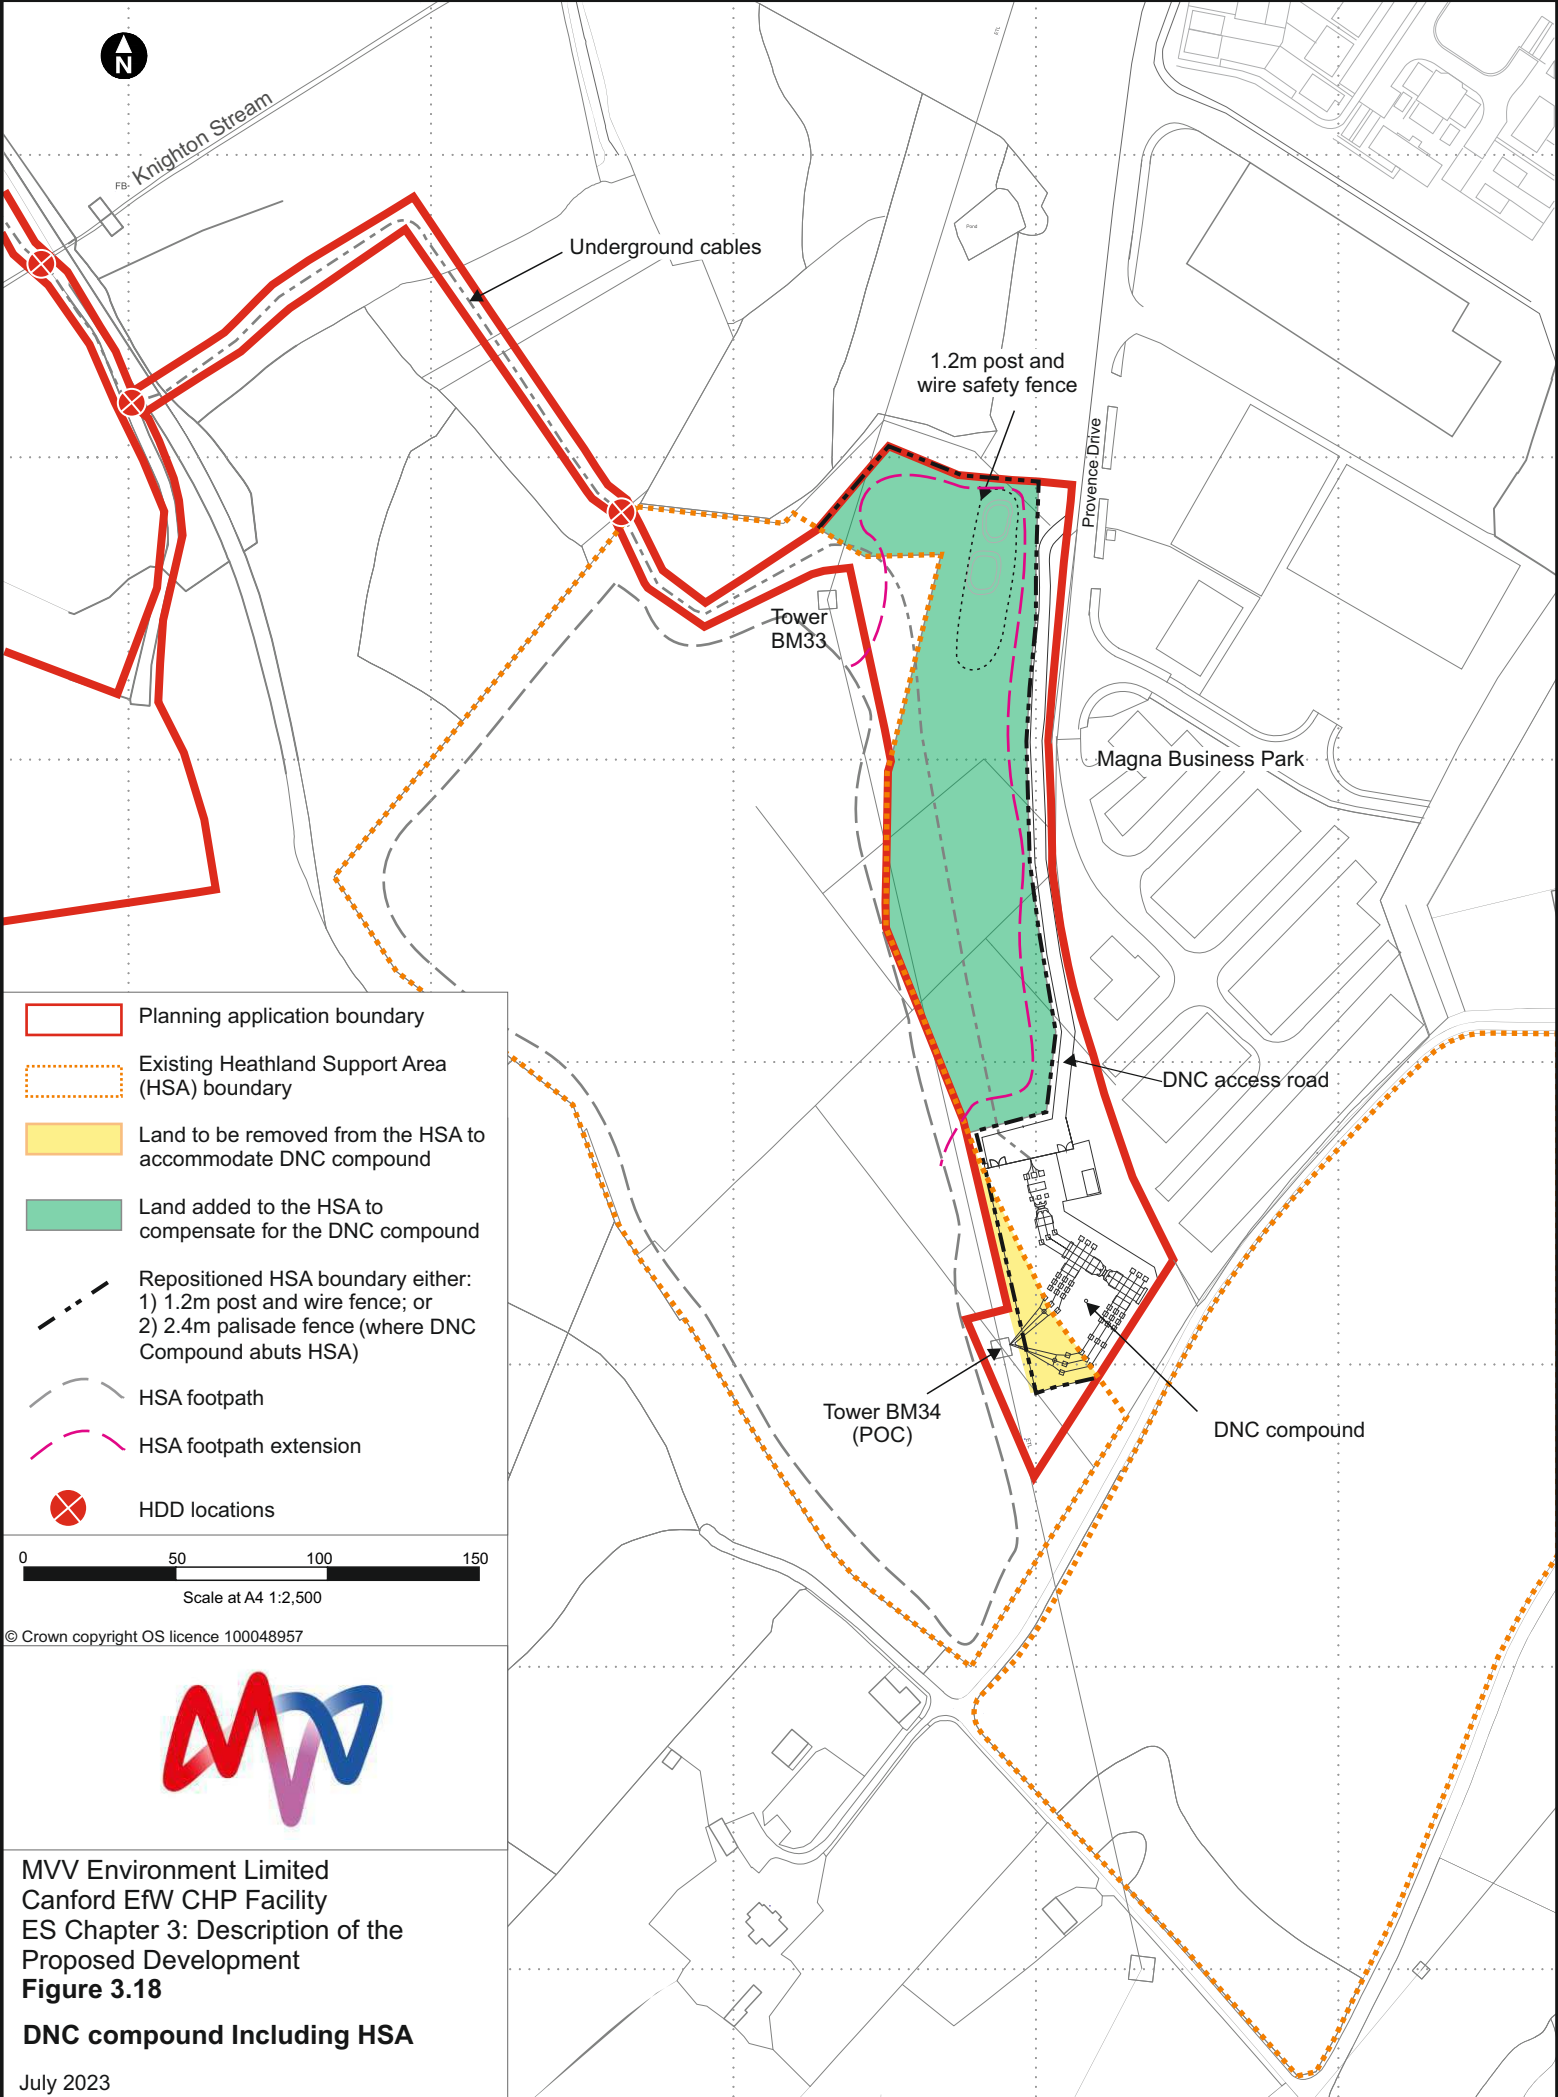 N
Knighton Stream
FB
Underground cables
Pond
1.2m post and
wire safety fence
Provence Drive
Tower
BM33
Magna Business Park
DNC access road
Tower BM34
(POC)
DNC compound
Planning application boundary
Existing Heathland Support Area
(HSA) boundary
Land to be removed from the HSA to
accommodate DNC compound
Land added to the HSA to
compensate for the DNC compound
Repositioned HSA boundary either:
1) 1.2m post and wire fence; or
2) 2.4m palisade fence (where DNC
Compound abuts HSA)
HSA footpath
HSA footpath extension
HDD locations
0 50 100 150
Scale at A4 1:2,500
© Crown copyright OS licence 100048957
MVV
MVV Environment Limited
Canford EfW CHP Facility
ES Chapter 3: Description of the
Proposed Development
Figure 3.18
DNC compound Including HSA
July 2023